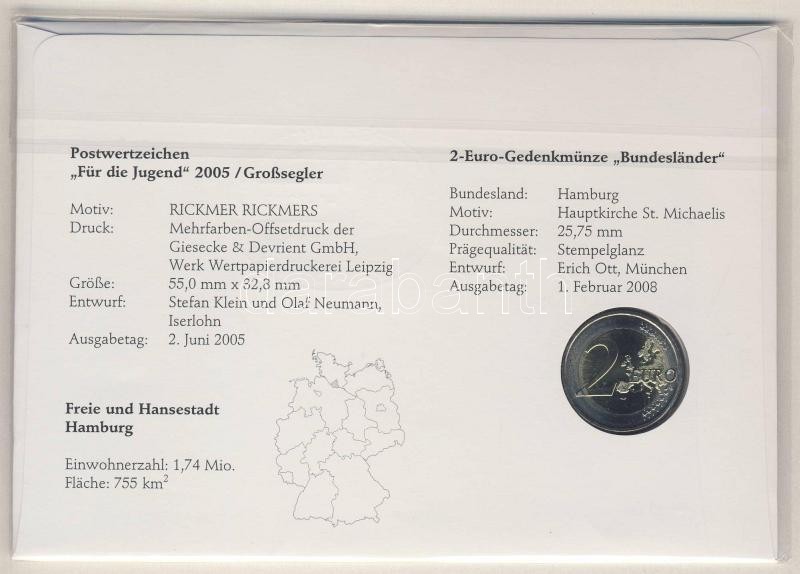 Postwertzeichen
„Für die Jugend“ 2005 / Großsegler
Motiv: RICKMER RICKMERS
Druck: Mehrfarben-Offsetdruck der
Giesecke & Devrient GmbH,
Werk Wertpapierdruckerei Leipzig
Größe: 55,0 mm x 32,8 mm
Entwurf: Stefan Klein und Olaf Neumann,
Iserlohn
Ausgabetag: 2. Juni 2005
Freie und Hansestadt
Hamburg
Einwohnerzahl: 1,74 Mio.
Fläche: 755 km²
2-Euro-Gedenkmünze „Bundesländer“
Bundesland: Hamburg
Motiv: Hauptkirche St. Michaelis
Durchmesser: 25,75 mm
Prägequalität: Stempelglanz
Entwurf: Erich Ott, München
Ausgabetag: 1. Februar 2008
2 EURO
darabanth